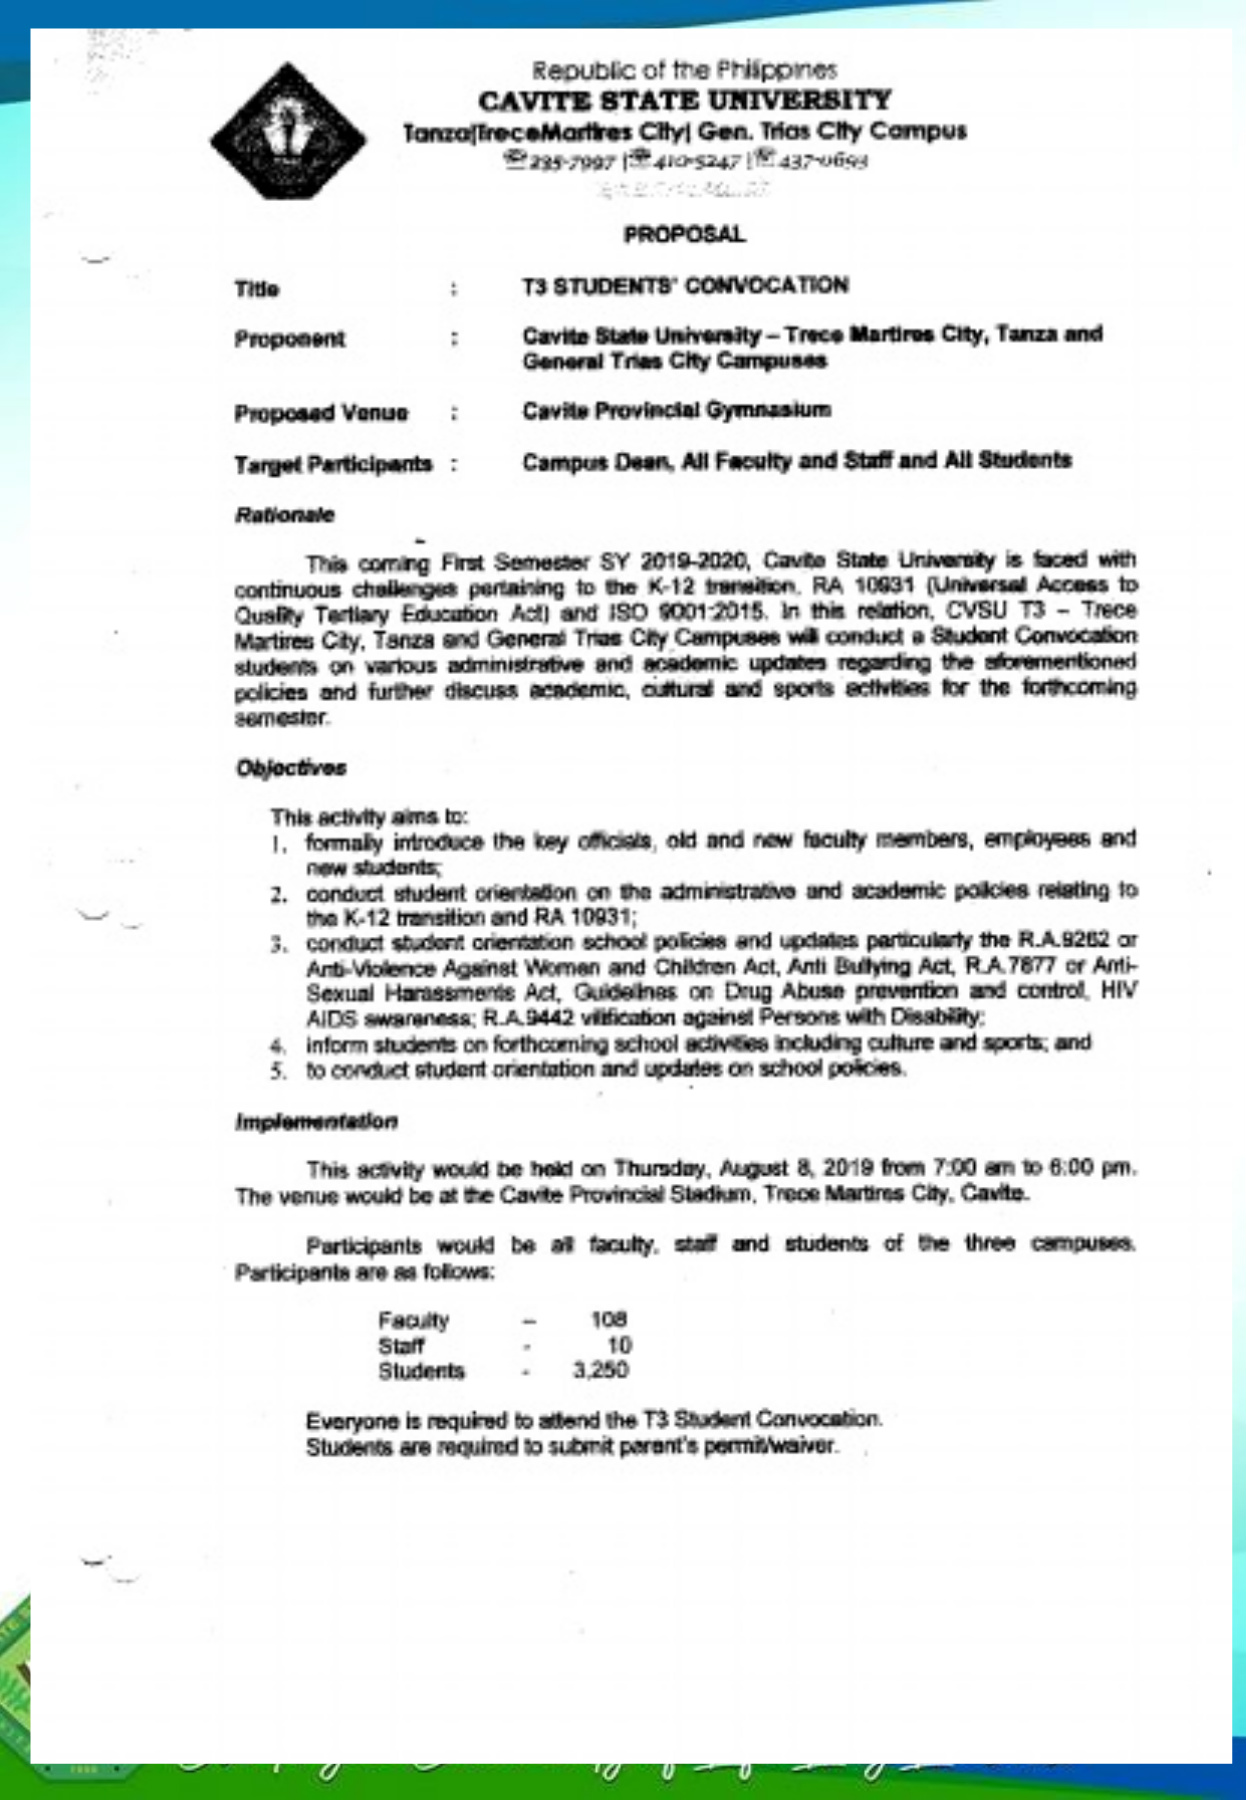 Republic of the Philippines
CAVITE STATE UNIVERSITY
Tanza|TreceMartires City| Gen. Trias City Campus
☎235-7997 |☎410-5247 |☎437-0693
PROPOSAL
Title : T3 STUDENTS' CONVOCATION
Proponent : Cavite State University – Trece Martires City, Tanza and
General Trias City Campuses
Proposed Venue : Cavite Provincial Gymnasium
Target Participants : Campus Dean, All Faculty and Staff and All Students
Rationale
This coming First Semester SY 2019-2020, Cavite State University is faced with
continuous challenges pertaining to the K-12 transition, RA 10931 (Universal Access to
Quality Tertiary Education Act) and ISO 9001:2015. In this relation, CVSU T3 – Trece
Martires City, Tanza and General Trias City Campuses will conduct a Student Convocation
students on various administrative and academic updates regarding the aforementioned
policies and further discuss academic, cultural and sports activities for the forthcoming
semester.
Objectives
This activity aims to:
1. formally introduce the key officials, old and new faculty members, employees and
new students;
2. conduct student orientation on the administrative and academic policies relating to
the K-12 transition and RA 10931;
3. conduct student orientation school policies and updates particularly the R.A.9262 or
Anti-Violence Against Women and Children Act, Anti Bullying Act, R.A.7877 or Anti-
Sexual Harassments Act, Guidelines on Drug Abuse prevention and control, HIV
AIDS awareness; R.A.9442 vilification against Persons with Disability;
4. inform students on forthcoming school activities including culture and sports; and
5. to conduct student orientation and updates on school policies.
Implementation
This activity would be held on Thursday, August 8, 2019 from 7:00 am to 6:00 pm.
The venue would be at the Cavite Provincial Stadium, Trece Martires City, Cavite.
Participants would be all faculty, staff and students of the three campuses.
Participants are as follows:
Faculty – 108
Staff - 10
Students - 3,250
Everyone is required to attend the T3 Student Convocation.
Students are required to submit parent's permit/waiver.